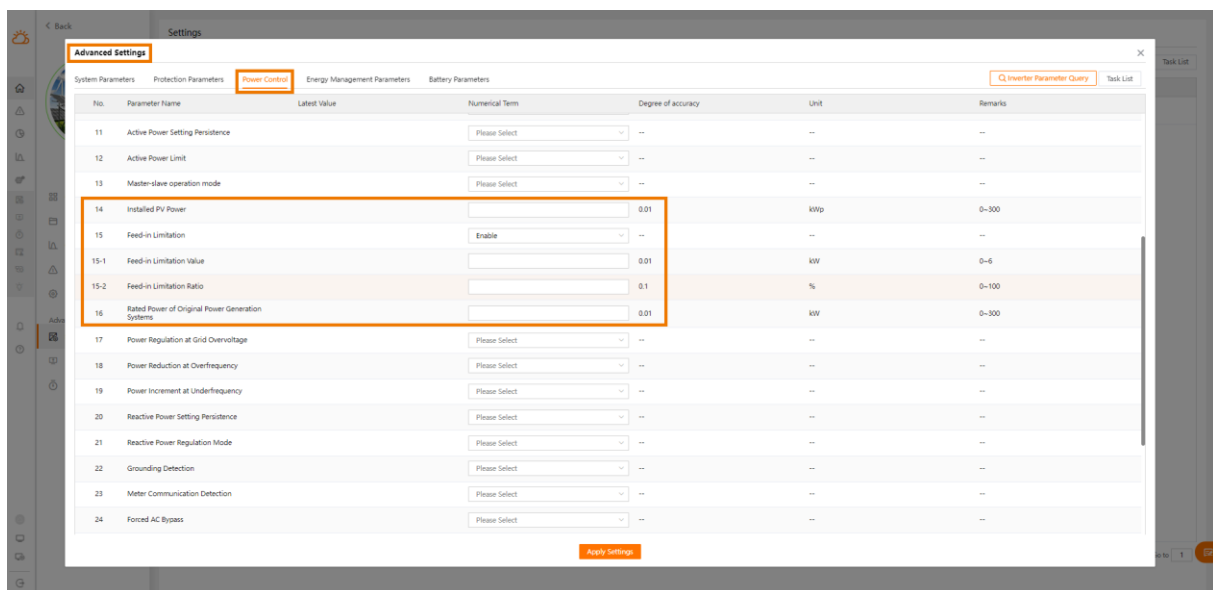 Back
Settings
Advanced Settings
Task List
System Parameters Protection Parameters Power Control Energy Management Parameters Battery Parameters Inverter Parameter Query Task List
No. Parameter Name Latest Value Numerical Term Degree of accuracy Unit Remarks
11 Active Power Setting Persistence Please Select -- -- --
12 Active Power Limit Please Select -- -- --
13 Master-slave operation mode Please Select -- -- --
14 Installed PV Power 0.01 kWp 0~300
15 Feed-in Limitation Enable -- -- --
15-1 Feed-in Limitation Value 0.01 kW 0~6
15-2 Feed-in Limitation Ratio 0.1 % 0~100
16 Rated Power of Original Power Generation
Systems 0.01 kW 0~300
Adva
17 Power Regulation at Grid Overvoltage Please Select -- -- --
18 Power Reduction at Overfrequency Please Select -- -- --
19 Power Increment at Underfrequency Please Select -- -- --
20 Reactive Power Setting Persistence Please Select -- -- --
21 Reactive Power Regulation Mode Please Select -- -- --
22 Grounding Detection Please Select -- -- --
23 Meter Communication Detection Please Select -- -- --
24 Forced AC Bypass Please Select -- -- --
Apply Settings
to 1